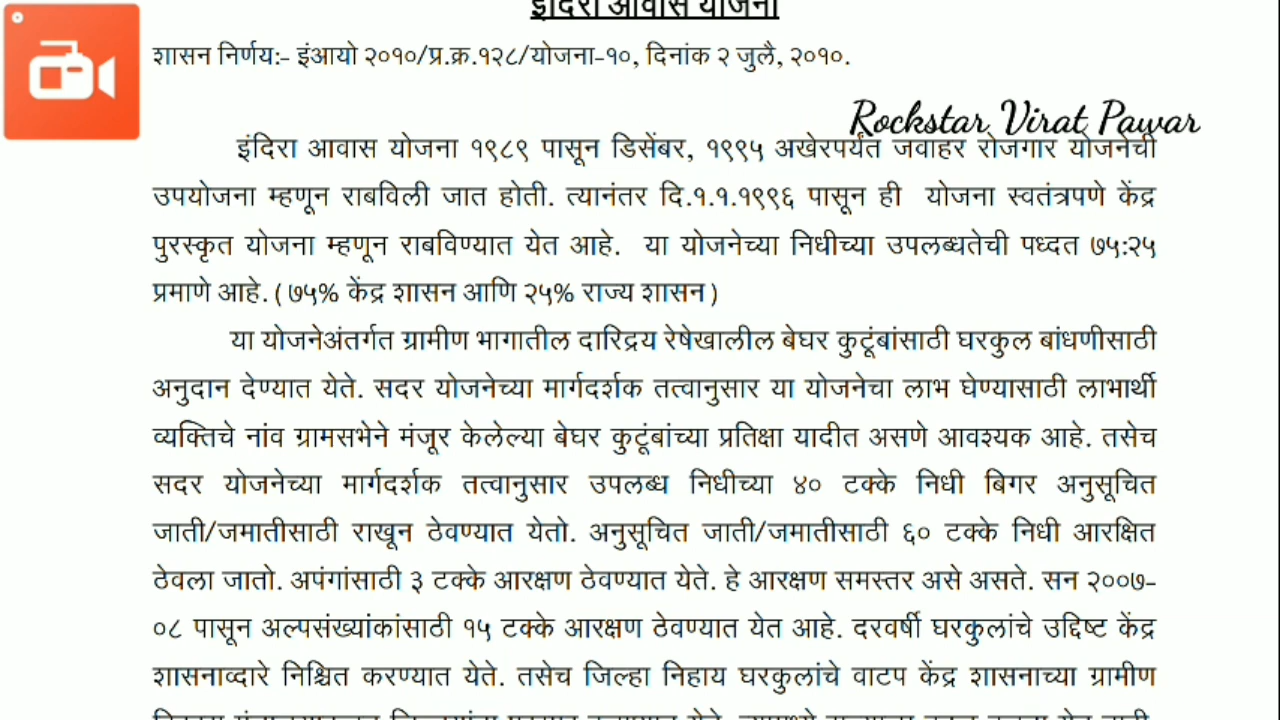 इंदिरा आवास योजना
शासन निर्णय:- इंआयो २०१०/प्र.क्र.१२८/योजना-१०, दिनांक २ जुलै, २०१०.
Rockstar Virat Pawar
इंदिरा आवास योजना १९८९ पासून डिसेंबर, १९९५ अखेरपर्यंत जवाहर रोजगार योजनेची
उपयोजना म्हणून राबविली जात होती. त्यानंतर दि.१.१.१९९६ पासून ही योजना स्वतंत्रपणे केंद्र
पुरस्कृत योजना म्हणून राबविण्यात येत आहे. या योजनेच्या निधीच्या उपलब्धतेची पध्दत ७५:२५
प्रमाणे आहे. ( ७५% केंद्र शासन आणि २५% राज्य शासन )
या योजनेअंतर्गत ग्रामीण भागातील दारिद्रय रेषेखालील बेघर कुटूंबांसाठी घरकुल बांधणीसाठी
अनुदान देण्यात येते. सदर योजनेच्या मार्गदर्शक तत्वानुसार या योजनेचा लाभ घेण्यासाठी लाभार्थी
व्यक्तिचे नांव ग्रामसभेने मंजूर केलेल्या बेघर कुटूंबांच्या प्रतिक्षा यादीत असणे आवश्यक आहे. तसेच
सदर योजनेच्या मार्गदर्शक तत्वानुसार उपलब्ध निधीच्या ४० टक्के निधी बिगर अनुसूचित
जाती/जमातीसाठी राखून ठेवण्यात येतो. अनुसूचित जाती/जमातीसाठी ६० टक्के निधी आरक्षित
ठेवला जातो. अपंगांसाठी ३ टक्के आरक्षण ठेवण्यात येते. हे आरक्षण समस्तर असे असते. सन २००७-
०८ पासून अल्पसंख्यांकांसाठी १५ टक्के आरक्षण ठेवण्यात येत आहे. दरवर्षी घरकुलांचे उद्दिष्ट केंद्र
शासनाव्दारे निश्चित करण्यात येते. तसेच जिल्हा निहाय घरकुलांचे वाटप केंद्र शासनाच्या ग्रामीण